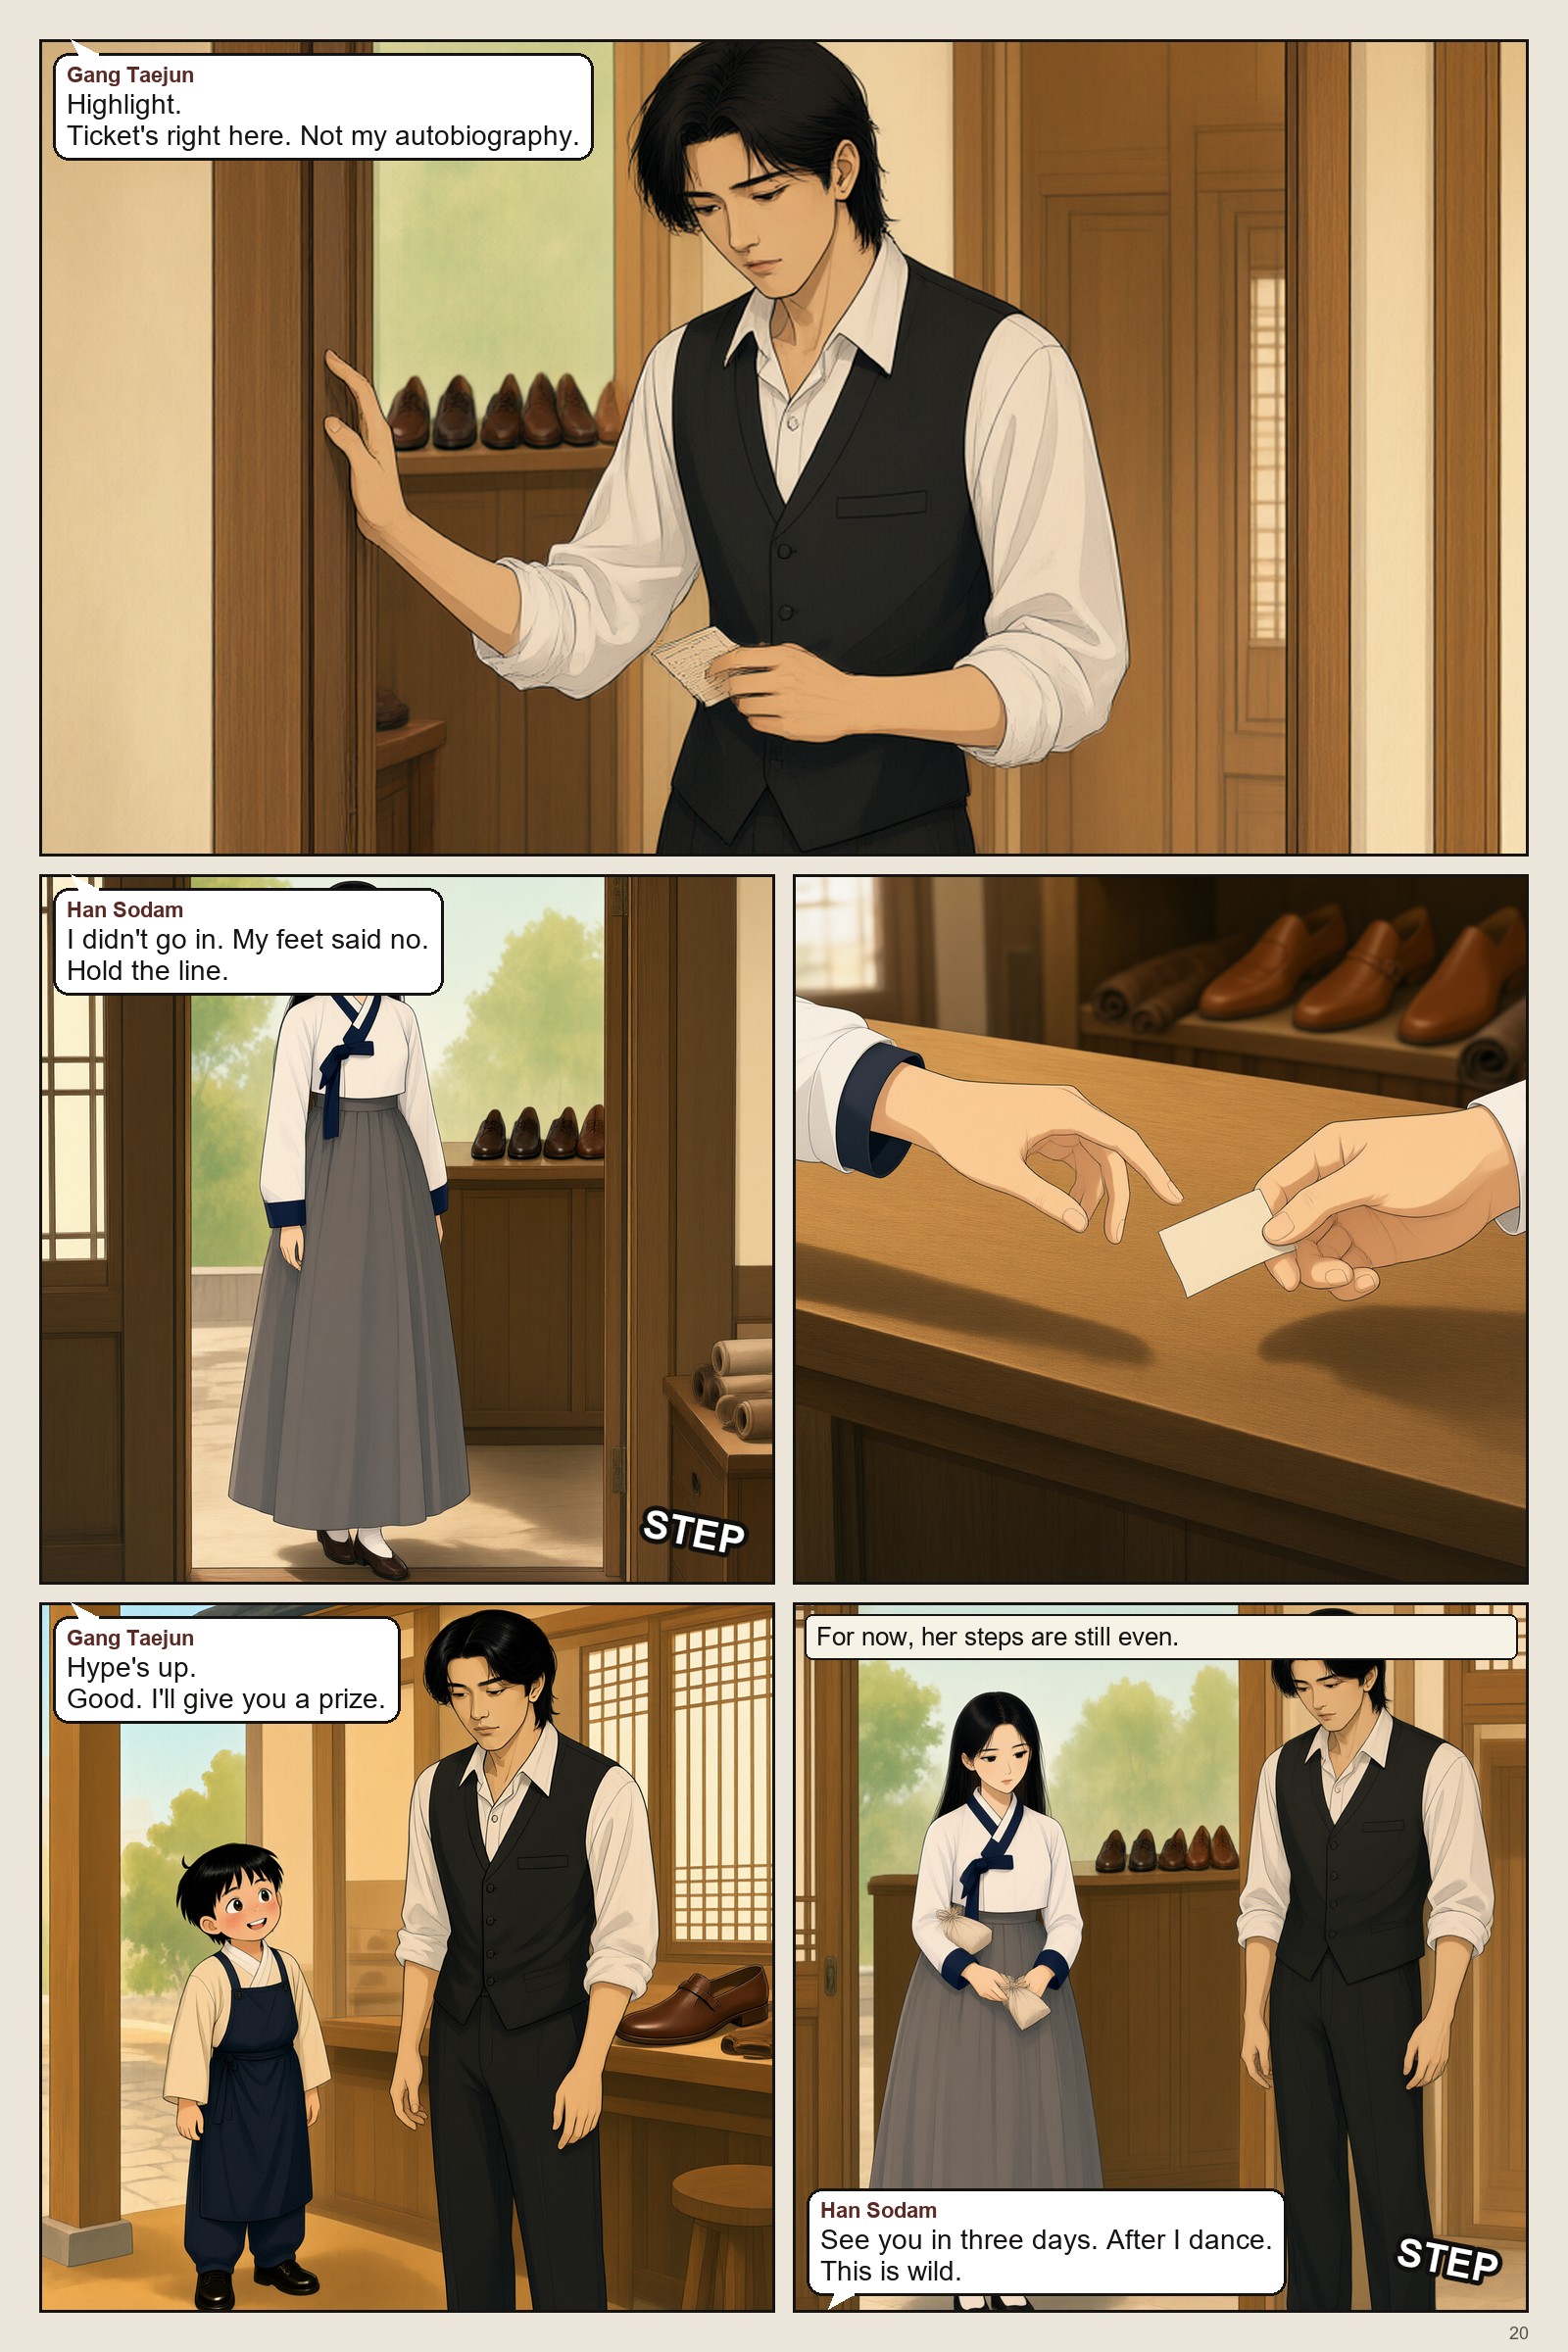 Gang Taejun
Highlight.
Ticket's right here. Not my autobiography.
Han Sodam
I didn't go in. My feet said no.
Hold the line.
STEP
Gang Taejun
Hype's up.
Good. I'll give you a prize.
For now, her steps are still even.
Han Sodam
See you in three days. After I dance.
This is wild.
STEP
20